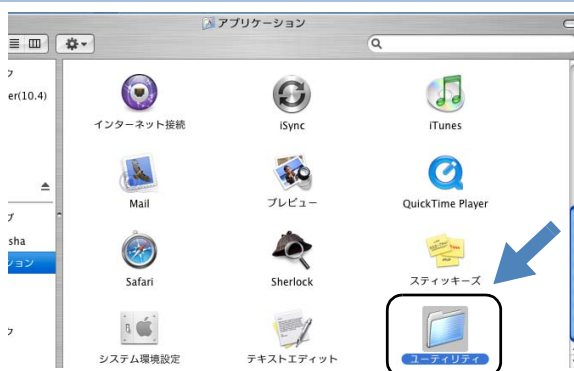 アプリケーション
er(10.4)
インターネット接続
iSync
iTunes
Mail
プレビュー
QuickTime Player
sha
ション
Safari
Sherlock
スティッキーズ
システム環境設定
テキストエディット
ユーティリティ